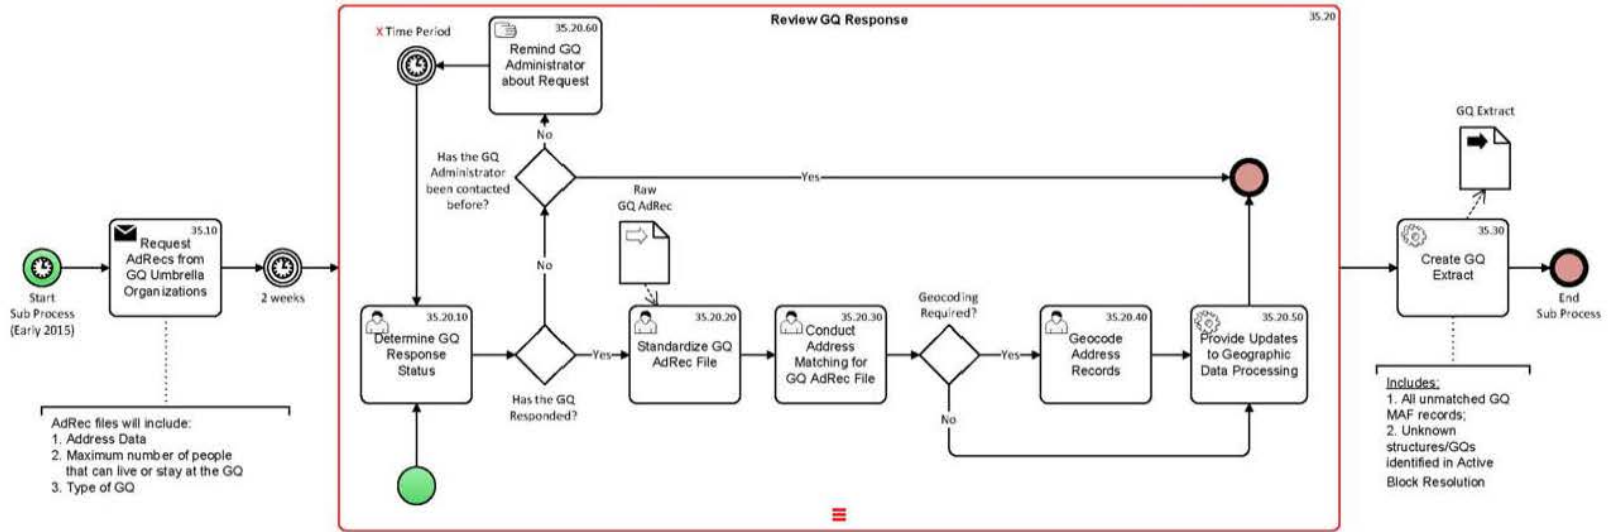 Review GQ Response
35.20
X Time Period
35.20.60
Remind GQ
Administrator
about Request
No
Has the GQ
Administrator
been contacted
before?
Yes
Raw
GQ AdRec
No
GQ Extract
35.10
Request
AdRecs from
GQ Umbrella
Organizations
Start
Sub Process
(Early 2015)
2 weeks
35.30
Create GQ
Extract
End
Sub Process
35.20.10
Determine GQ
Response
Status
Has the GQ
Responded?
Yes
35.20.20
Standardize GQ
AdRec File
35.20.30
Conduct
Address
Matching for
GQ AdRec File
Geocoding
Required?
Yes
No
35.20.40
Geocode
Address
Records
35.20.50
Provide Updates
to Geographic
Data Processing
AdRec files will include:
1. Address Data
2. Maximum number of people
that can live or stay at the GQ
3. Type of GQ
Includes:
1. All unmatched GQ
MAF records;
2. Unknown
structures/GQs
identified in Active
Block Resolution